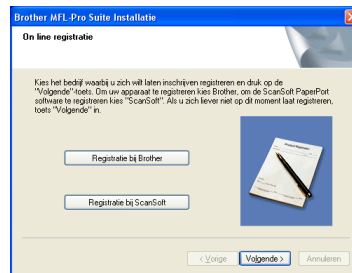 Brother MFL-Pro Suite Installatie
On line registratie
Kies het bedrijf waarbij u zich wilt laten inschrijven registreren en druk op de
"Volgende"-toets. Om uw apparaat te registreren kies Brother, om de ScanSoft PaperPort
software te registreren kies "ScanSoft". Als u zich liever niet op dit moment laat registreren,
toets "Volgende" in.
Registratie bij Brother
Registratie bij ScanSoft
< Vorige
Volgende >
Annuleren